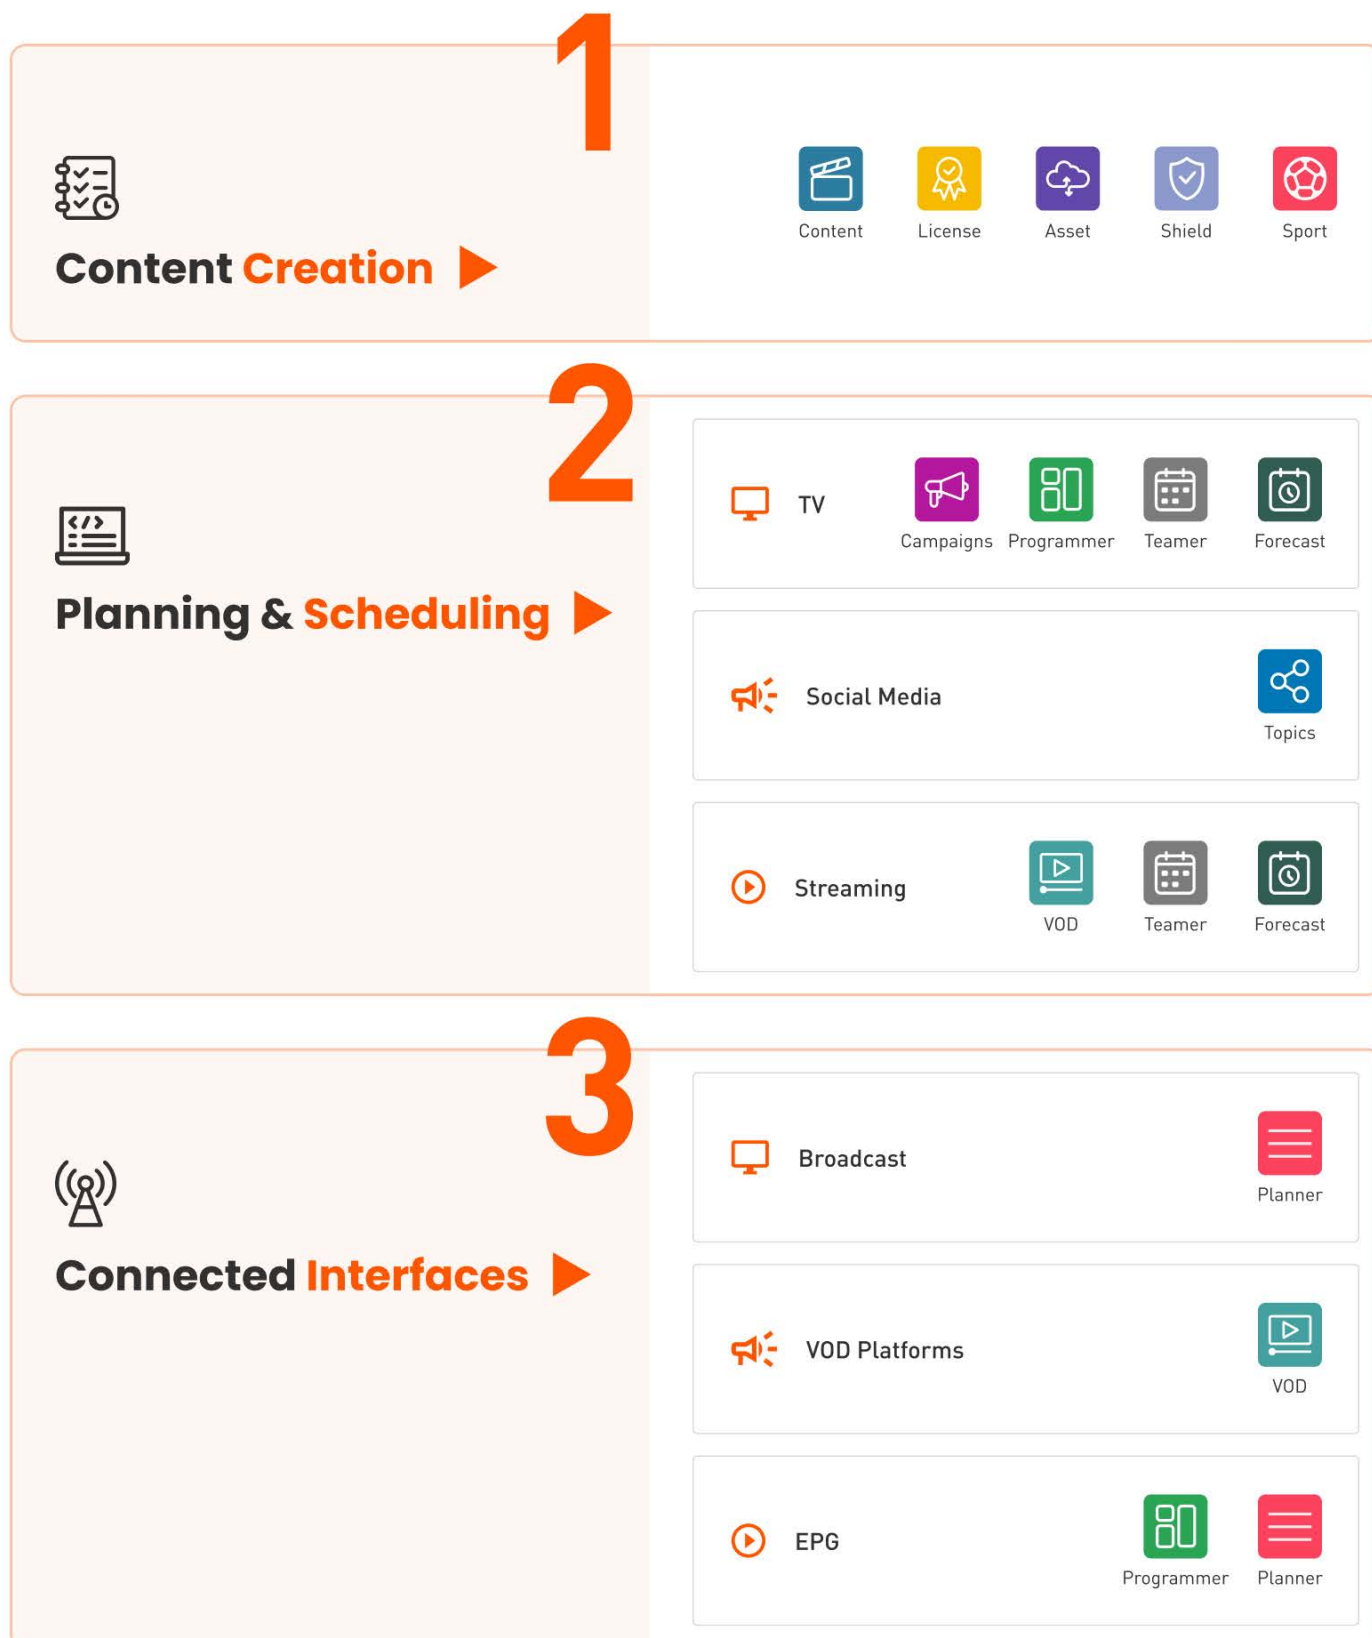 1
Content License Asset Shield Sport
Content Creation
2
TV
Campaigns Programmer Teamer Forecast
Planning & Scheduling
Social Media
Topics
Streaming
VOD Teamer Forecast
3
Broadcast
Planner
Connected Interfaces
VOD Platforms
VOD
EPG
Programmer Planner